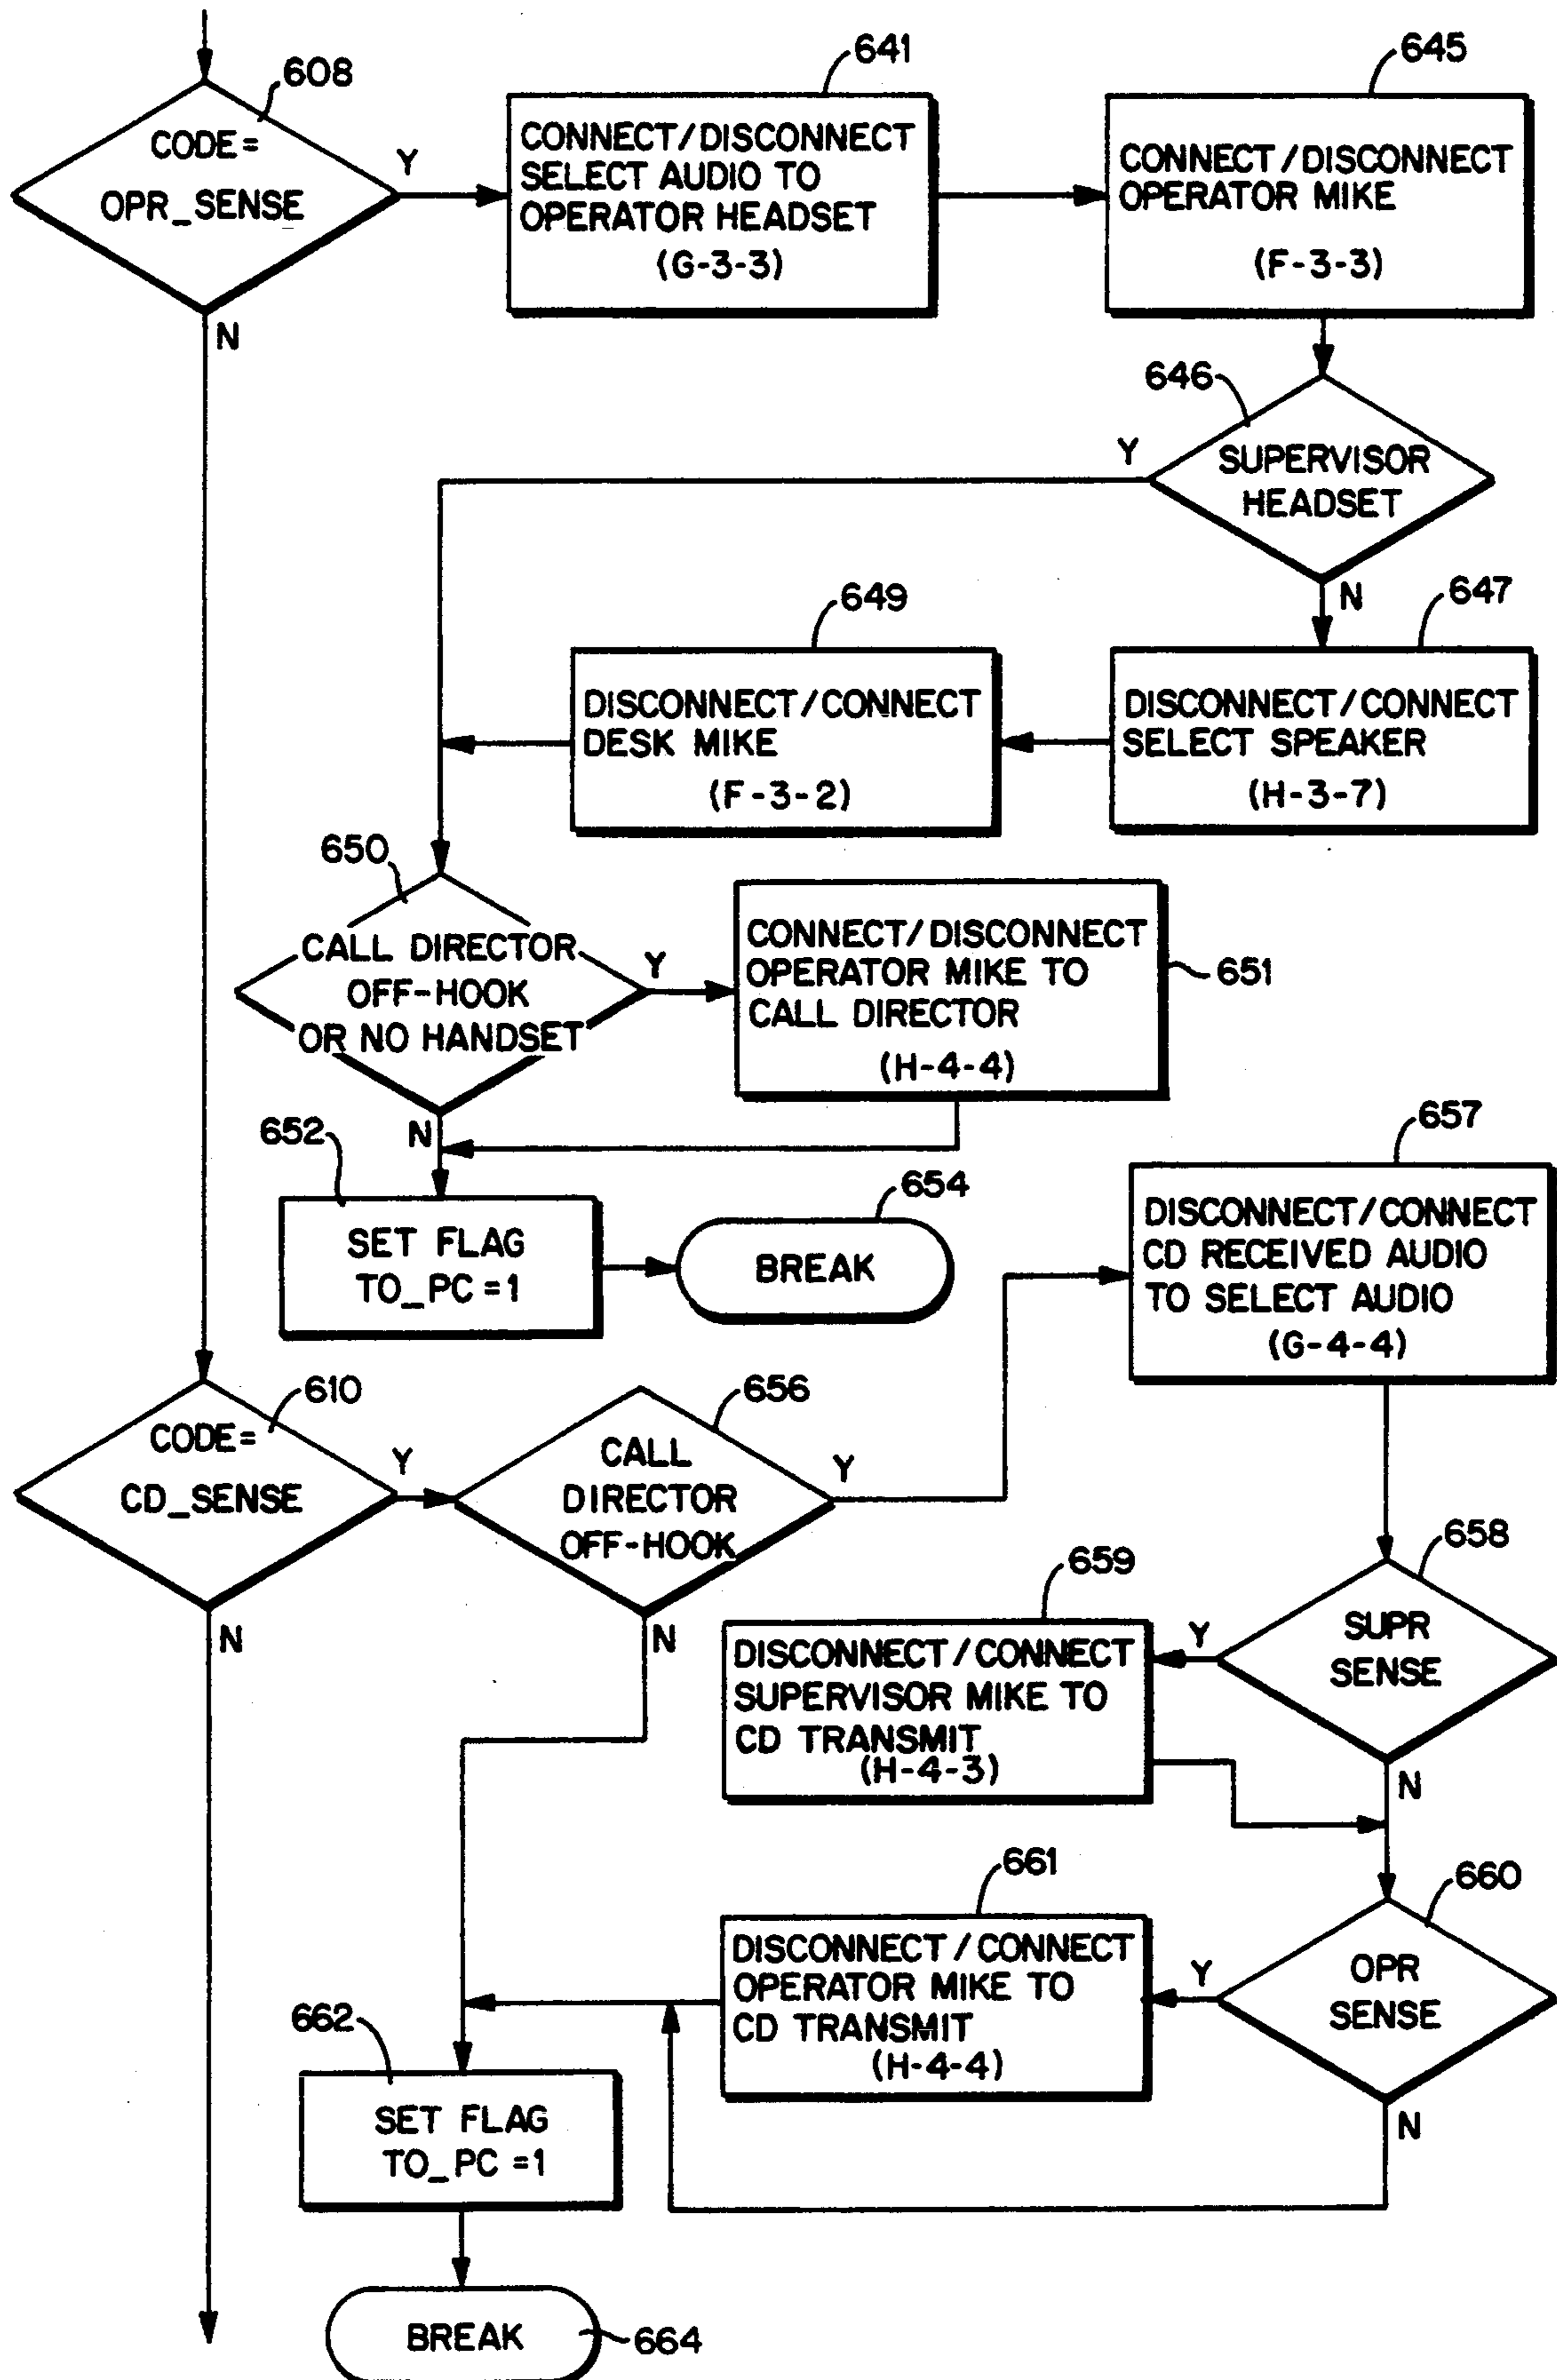 608
CODE=
OPR_SENSE
Y
N
641
CONNECT/DISCONNECT
SELECT AUDIO TO
OPERATOR HEADSET
(G-3-3)
645
CONNECT/DISCONNECT
OPERATOR MIKE
(F-3-3)
646
Y
SUPERVISOR
HEADSET
N
647
DISCONNECT/CONNECT
SELECT SPEAKER
(H-3-7)
649
DISCONNECT/CONNECT
DESK MIKE
(F-3-2)
650
CALL DIRECTOR
OFF-HOOK
OR NO HANDSET
Y
N
CONNECT/DISCONNECT
OPERATOR MIKE TO
CALL DIRECTOR
(H-4-4)
651
652
SET FLAG
TO_PC =1
654
BREAK
610
CODE=
CD_SENSE
Y
N
656
CALL
DIRECTOR
OFF-HOOK
Y
N
657
DISCONNECT/CONNECT
CD RECEIVED AUDIO
TO SELECT AUDIO
(G-4-4)
658
SUPR
SENSE
Y
N
659
DISCONNECT/CONNECT
SUPERVISOR MIKE TO
CD TRANSMIT
(H-4-3)
660
OPR
SENSE
Y
N
661
DISCONNECT/CONNECT
OPERATOR MIKE TO
CD TRANSMIT
(H-4-4)
662
SET FLAG
TO_PC =1
BREAK
664